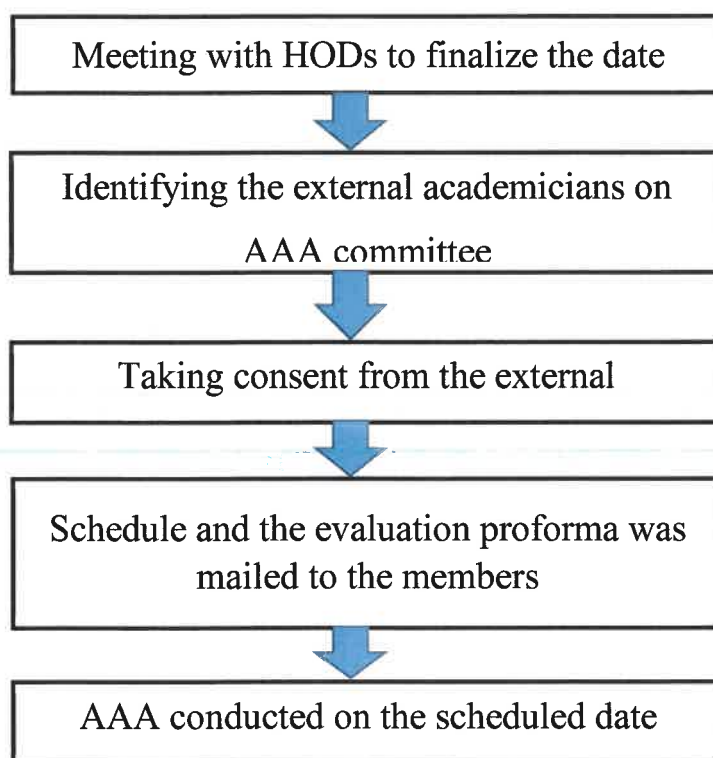 Meeting with HODs to finalize the date
Identifying the external academicians on
AAA committee
Taking consent from the external
Schedule and the evaluation proforma was
mailed to the members
AAA conducted on the scheduled date